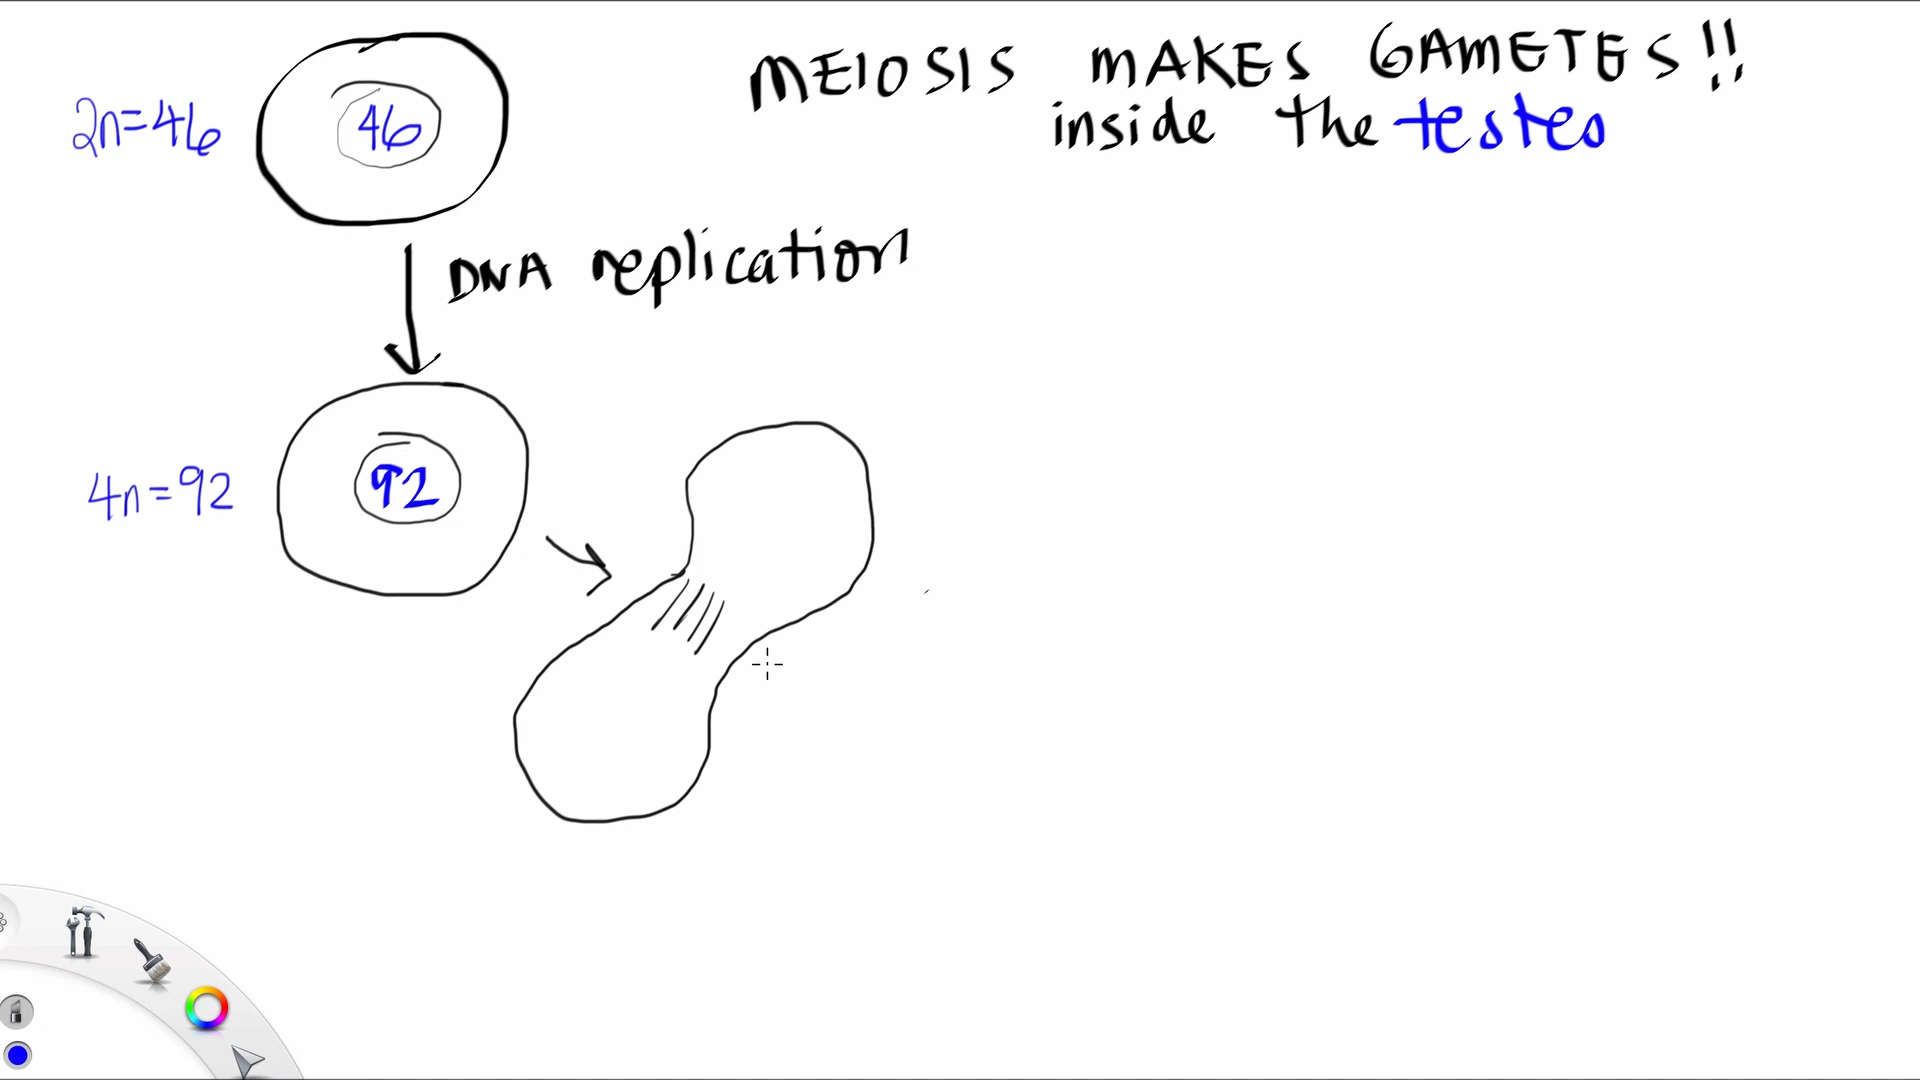 MEIOSIS MAKES GAMETES!!
inside the testes
2n=46
46
DNA replication
4n=92
92